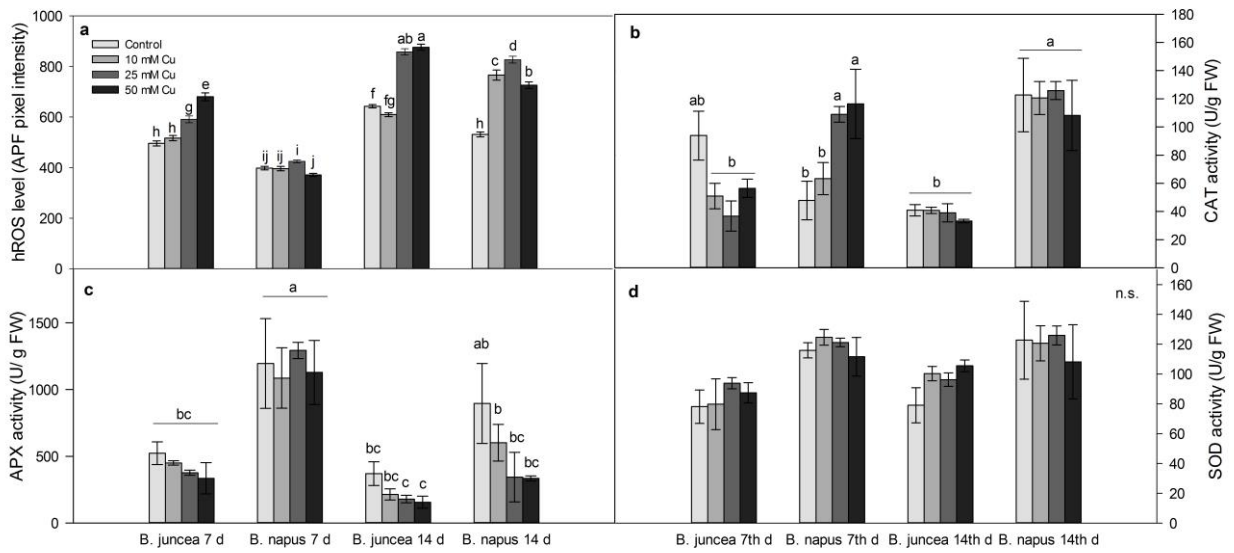 a
Control
10 mM Cu
25 mM Cu
50 mM Cu
hROS level (APF pixel intensity)
1000
800
600
400
200
0
h h g e
ij ij i j
f fg ab a
h c d b
b
ab b
b b a a
b
a
CAT activity (U/g FW)
180
160
140
120
100
80
60
40
20
0
c
APX activity (U/ g FW)
1500
1000
500
0
bc
a
bc bc c c
ab b bc bc
B. juncea 7 d B. napus 7 d B. juncea 14 d B. napus 14 d
d
n.s.
SOD activity (U/g FW)
160
140
120
100
80
60
40
20
0
B. juncea 7th d B. napus 7th d B. juncea 14th d B. napus 14th d